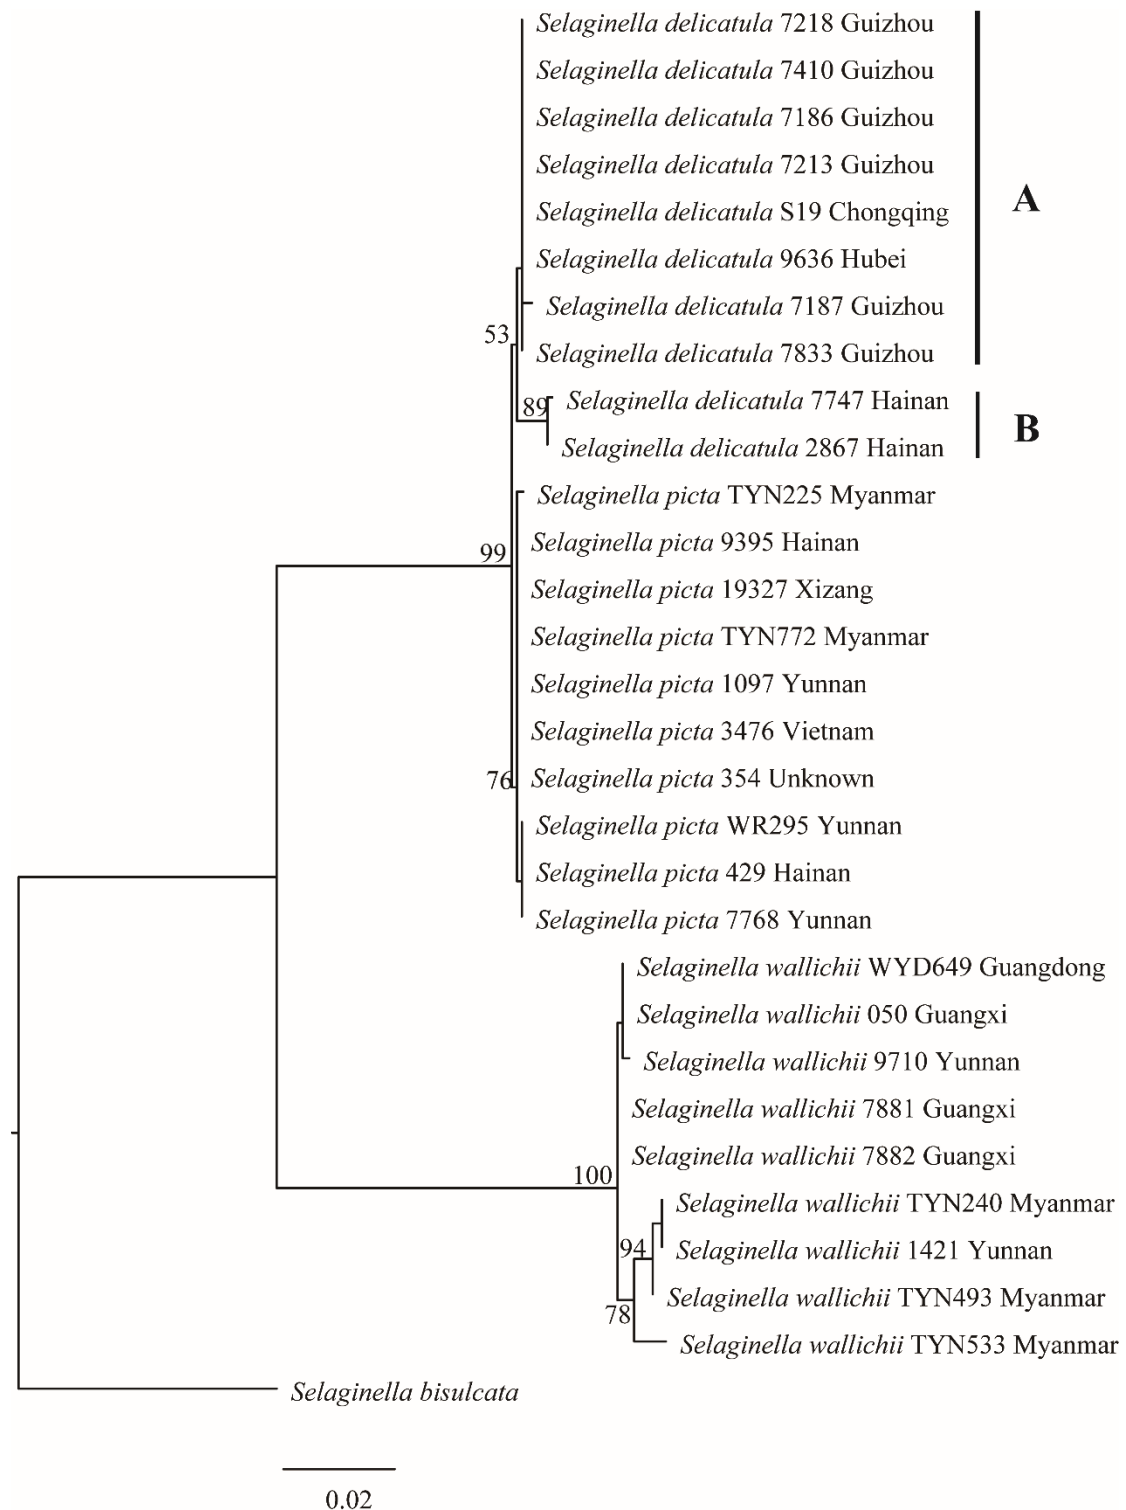 Selaginella delicatula 7218 Guizhou
Selaginella delicatula 7410 Guizhou
Selaginella delicatula 7186 Guizhou
Selaginella delicatula 7213 Guizhou
A
Selaginella delicatula S19 Chongqing
Selaginella delicatula 9636 Hubei
Selaginella delicatula 7187 Guizhou
53
Selaginella delicatula 7833 Guizhou
89
Selaginella delicatula 7747 Hainan
B
Selaginella delicatula 2867 Hainan
Selaginella picta TYN225 Myanmar
Selaginella picta 9395 Hainan
99
Selaginella picta 19327 Xizang
Selaginella picta TYN772 Myanmar
Selaginella picta 1097 Yunnan
Selaginella picta 3476 Vietnam
76
Selaginella picta 354 Unknown
Selaginella picta WR295 Yunnan
Selaginella picta 429 Hainan
Selaginella picta 7768 Yunnan
Selaginella wallichii WYD649 Guangdong
Selaginella wallichii 050 Guangxi
Selaginella wallichii 9710 Yunnan
Selaginella wallichii 7881 Guangxi
Selaginella wallichii 7882 Guangxi
100
Selaginella wallichii TYN240 Myanmar
94
Selaginella wallichii 1421 Yunnan
Selaginella wallichii TYN493 Myanmar
78
Selaginella wallichii TYN533 Myanmar
Selaginella bisulcata
0.02